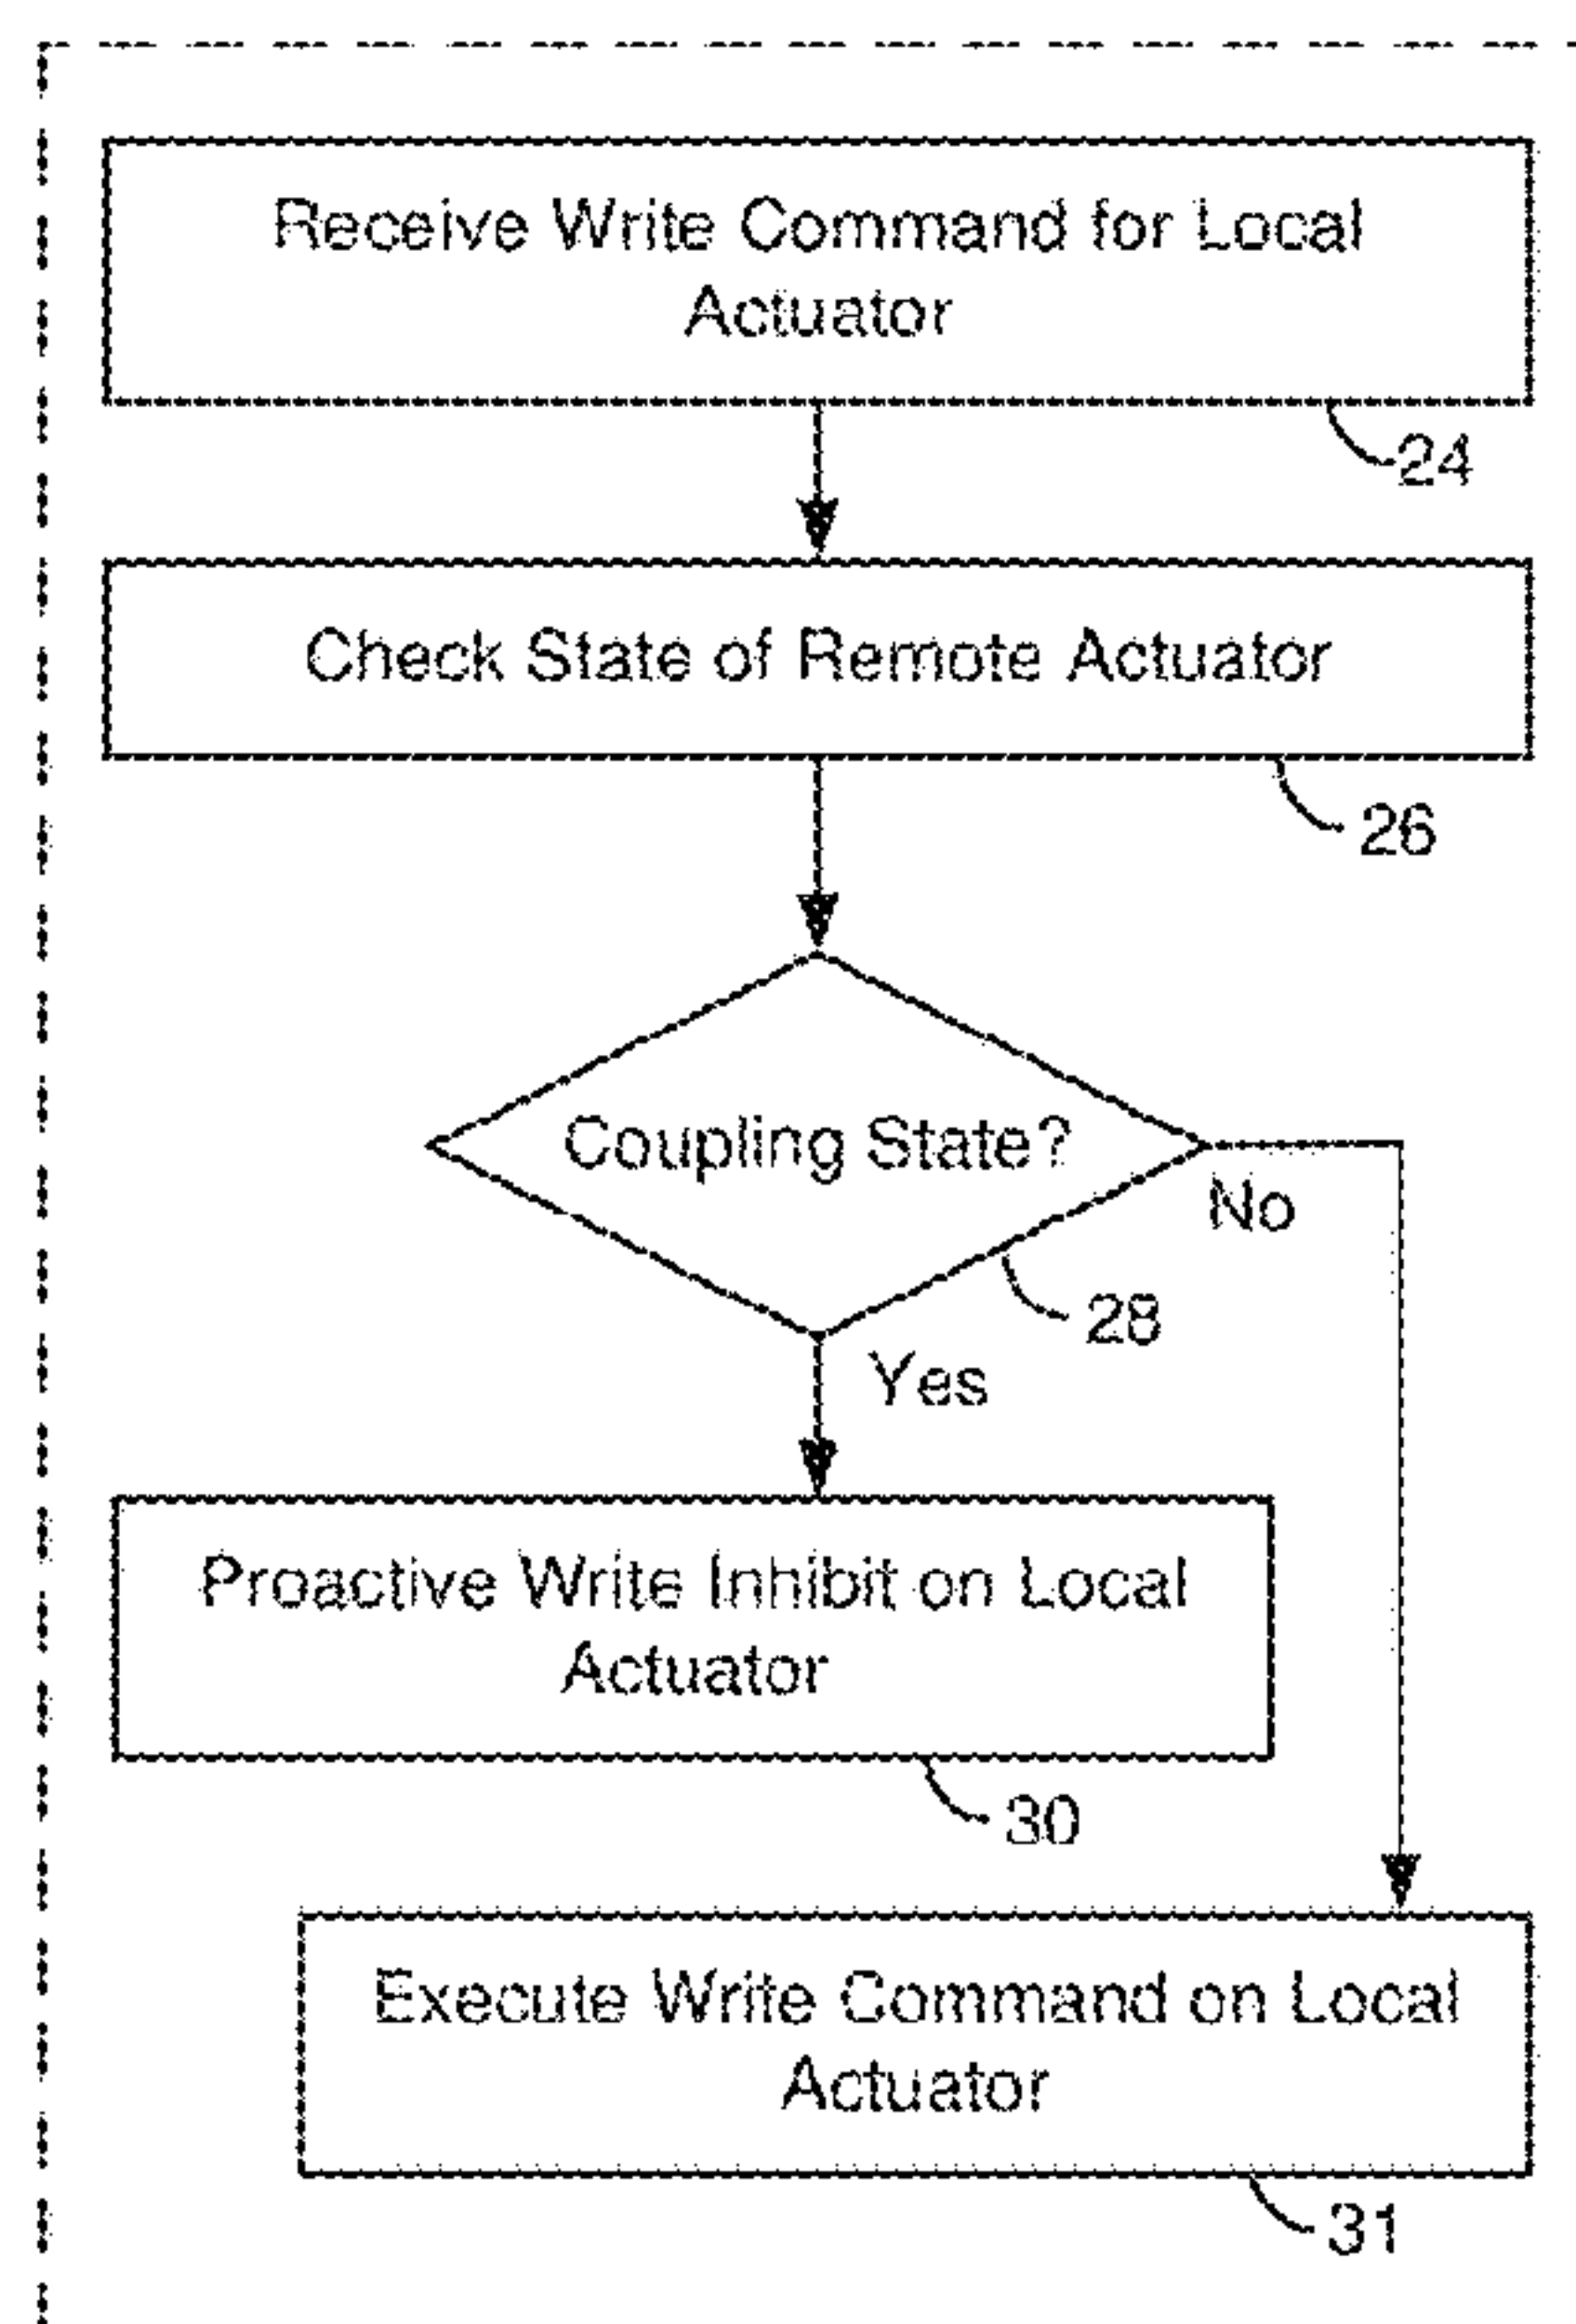 Receive Write Command for Local
Actuator
24
Check State of Remote Actuator
26
Coupling State?
No
28
Yes
Proactive Write Inhibit on Local
Actuator
30
Execute Write Command on Local
Actuator
31